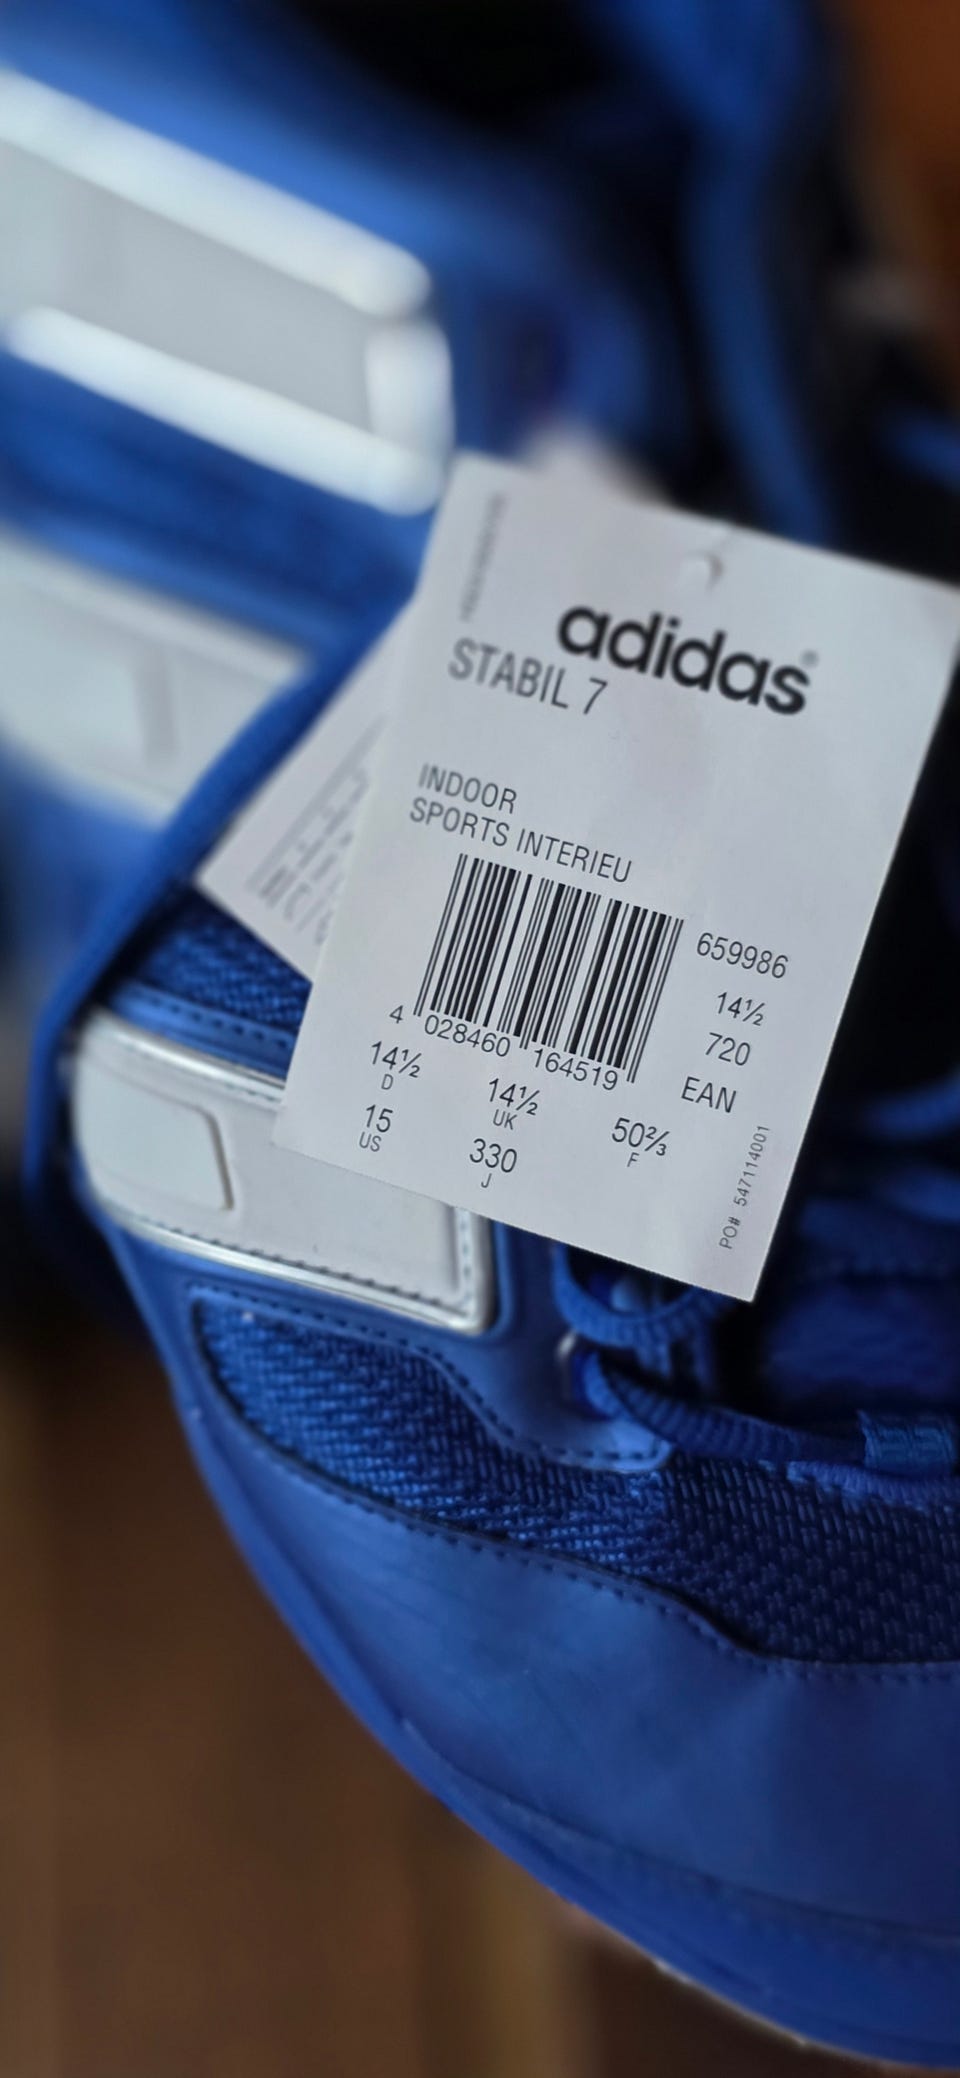 adidas®
STABIL 7
INDOOR
SPORTS INTERIEU
659986
14½
720
EAN
4 028460 164519
14½ 14½ 50⅔
D UK F
15 330
US J
PO# 547114001